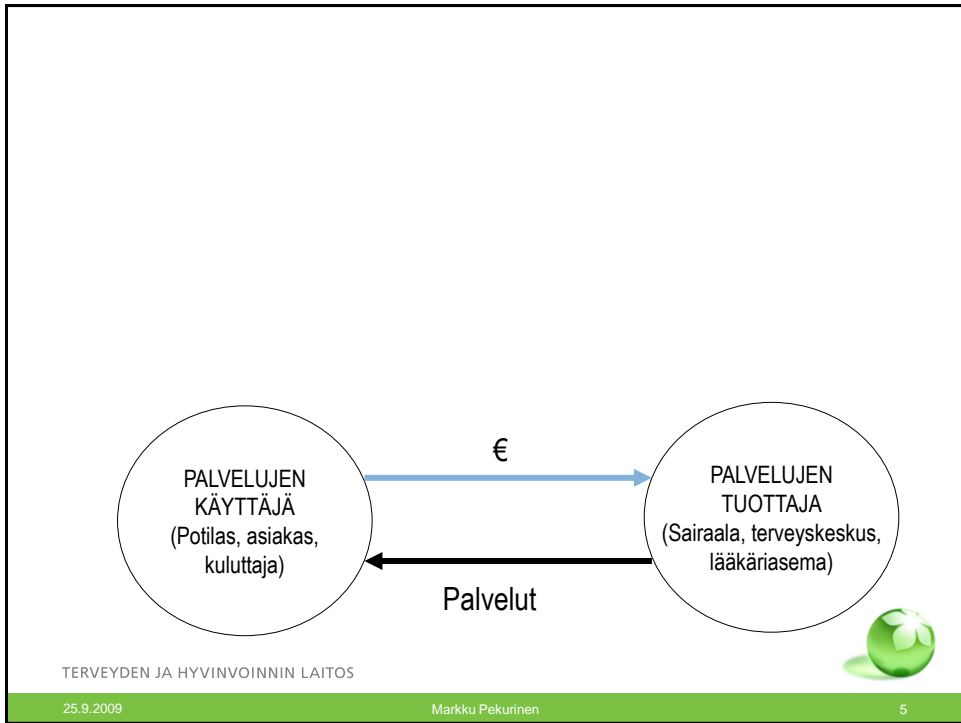 PALVELUJEN
KÄYTTÄJÄ
(Potilas, asiakas,
kuluttaja)
€
Palvelut
PALVELUJEN
TUOTTAJA
(Sairaala, terveyskeskus,
lääkäriasema)
TERVEYDEN JA HYVINVOINNIN LAITOS
25.9.2009
Markku Pekurinen
5